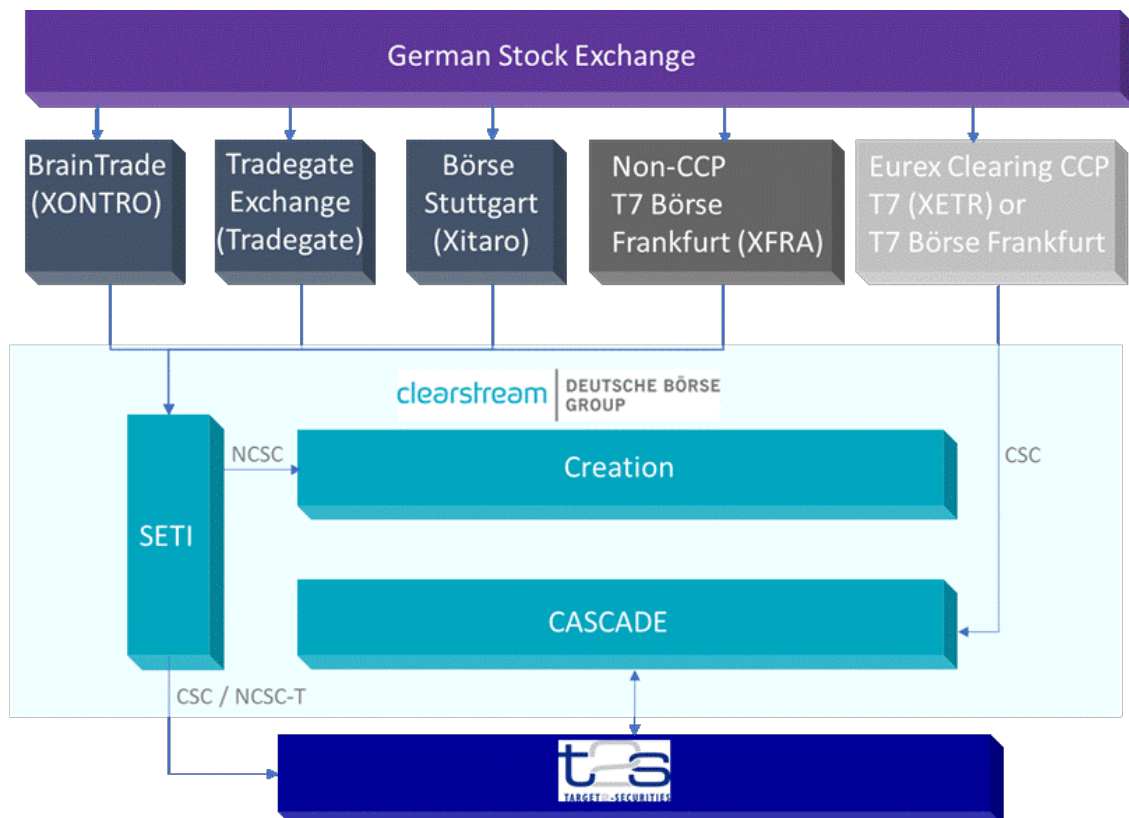 German Stock Exchange
BrainTrade
(XONTRO)
Tradegate
Exchange
(Tradegate)
Börse
Stuttgart
(Xitaro)
Non-CCP
T7 Börse
Frankfurt (XFRA)
Eurex Clearing CCP
T7 (XETR) or
T7 Börse Frankfurt
clearstream
DEUTSCHE BÖRSE
GROUP
NCSC
Creation
CSC
SETI
CASCADE
CSC / NCSC-T
t2s
TARGET2-SECURITIES